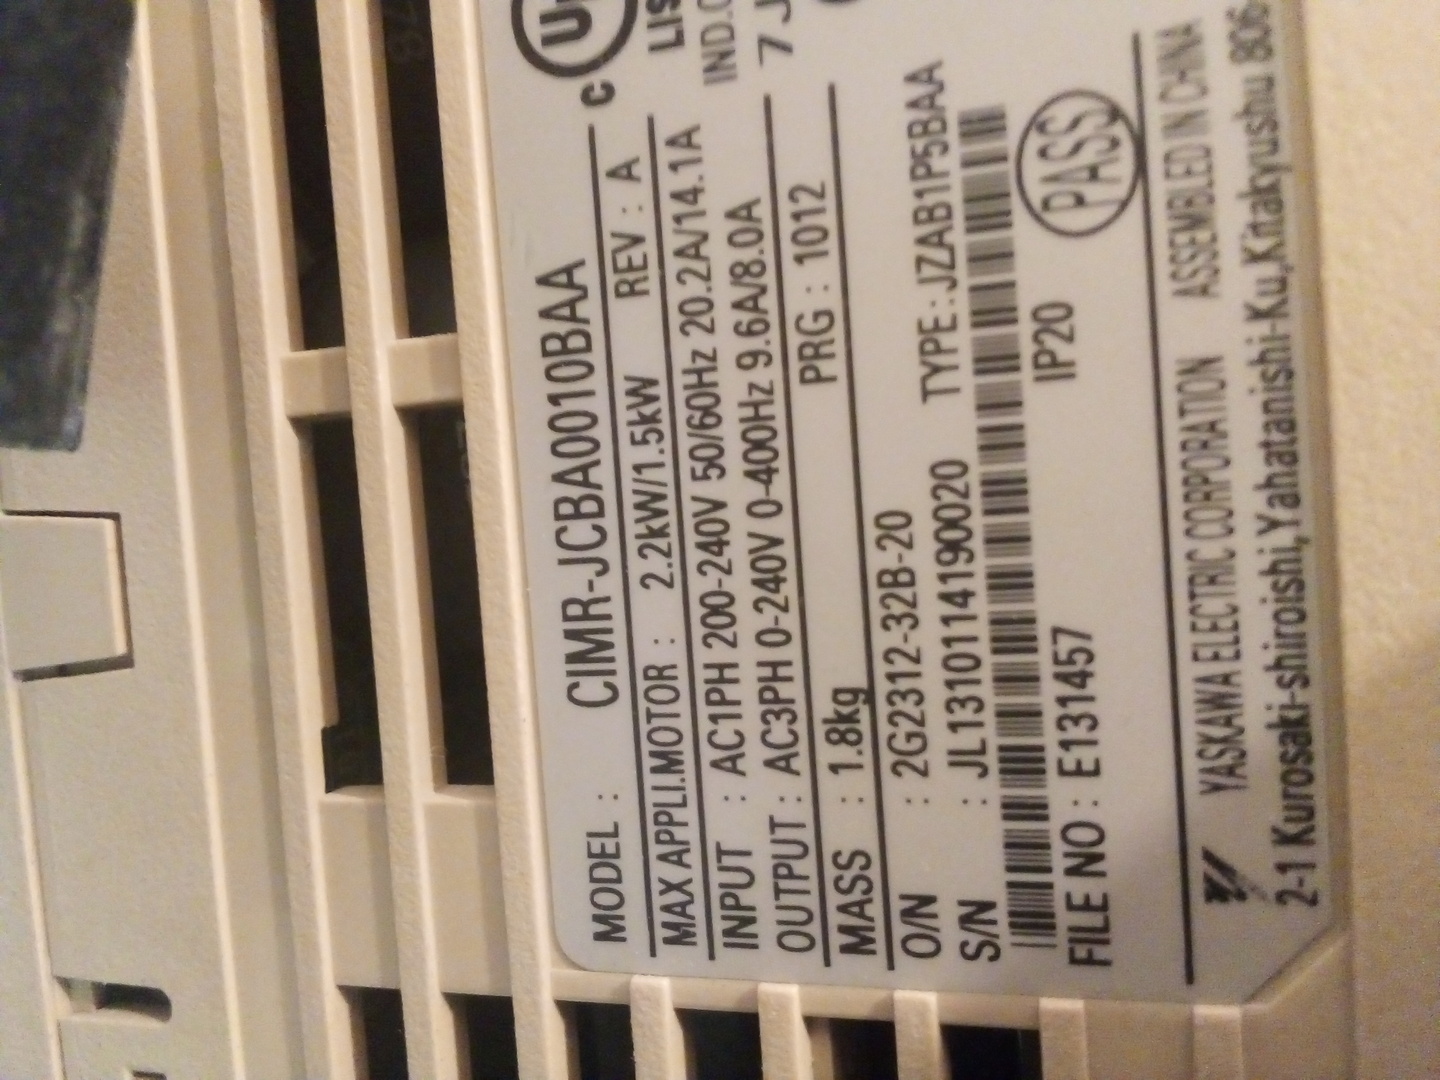 c UL LIS
IND.C
7 J
MODEL : CIMR-JCBA0010BAA
MAX APPLI.MOTOR : 2.2kW/1.5kW REV : A
INPUT : AC1PH 200-240V 50/60Hz 20.2A/14.1A
OUTPUT : AC3PH 0-240V 0-400Hz 9.6A/8.0A
MASS : 1.8kg PRG : 1012
O/N : 2G2312-32B-20 TYPE : JZAB1P5BAA
S/N : JL1310114190020
FILE NO : E131457 IP20 PASS
YASKAWA ELECTRIC CORPORATION ASSEMBLED IN CHINA
2-1 Kurosaki-shiroishi,Yahatanishi-Ku,Kitakyushu 806